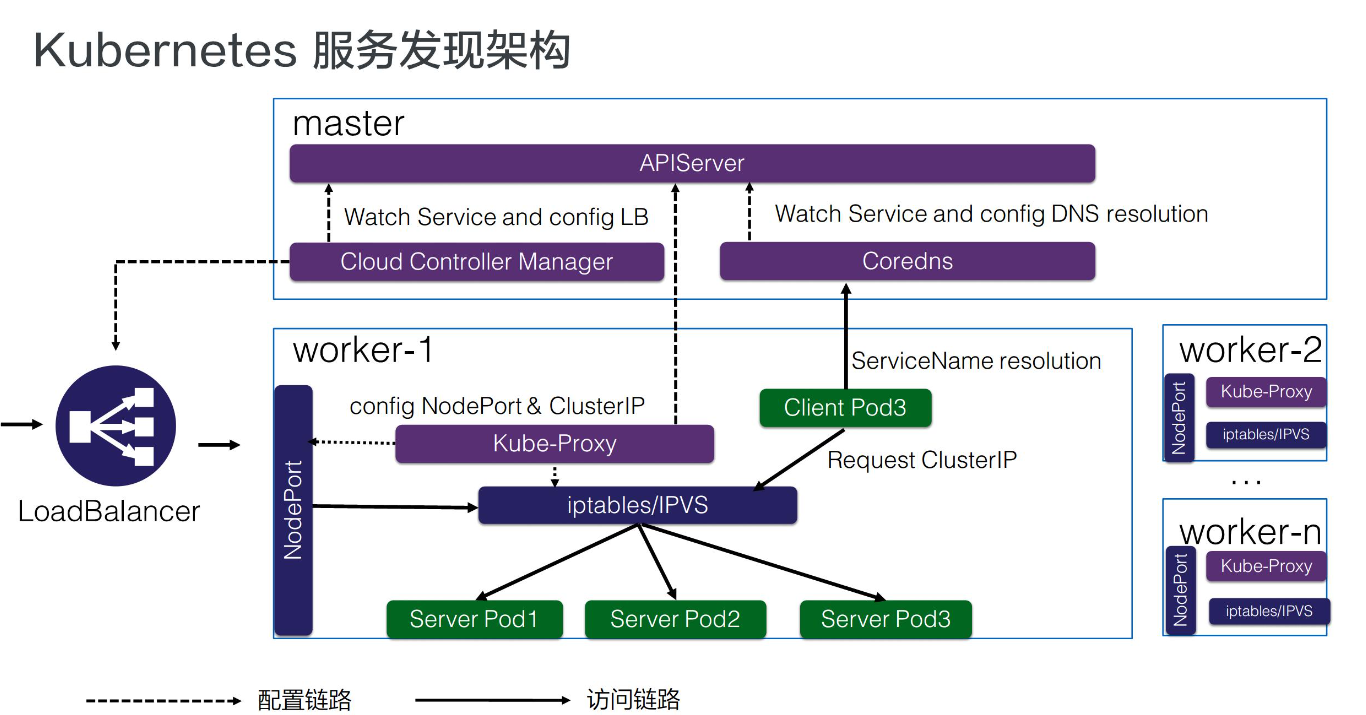 Kubernetes 服务发现架构
master
APIServer
Watch Service and config LB
Watch Service and config DNS resolution
Cloud Controller Manager
Coredns
LoadBalancer
worker-1
ServiceName resolution
config NodePort & ClusterIP
Client Pod3
Kube-Proxy
Request ClusterIP
NodePort
iptables/IPVS
Server Pod1
Server Pod2
Server Pod3
worker-2
NodePort
Kube-Proxy
iptables/IPVS
...
worker-n
NodePort
Kube-Proxy
iptables/IPVS
配置链路
访问链路